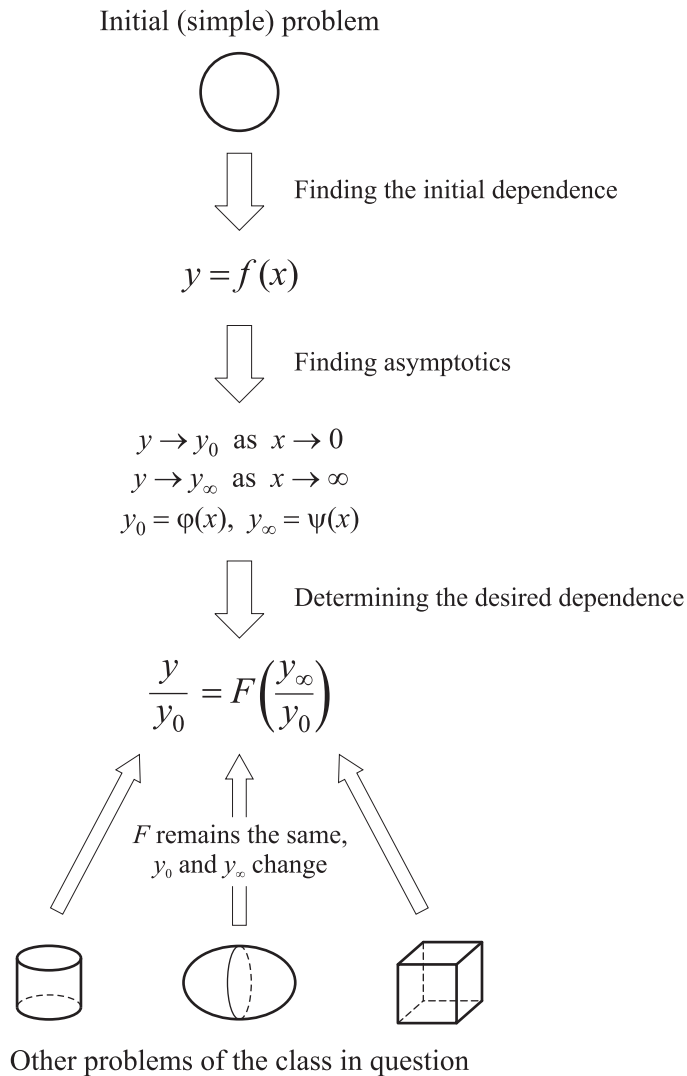 Initial (simple) problem
Finding the initial dependence
y = f(x)
Finding asymptotics
y → y₀ as x → 0
y → y∞ as x → ∞
y₀ = φ(x), y∞ = ψ(x)
Determining the desired dependence
y/y₀ = F(y∞/y₀)
F remains the same,
y₀ and y∞ change
Other problems of the class in question